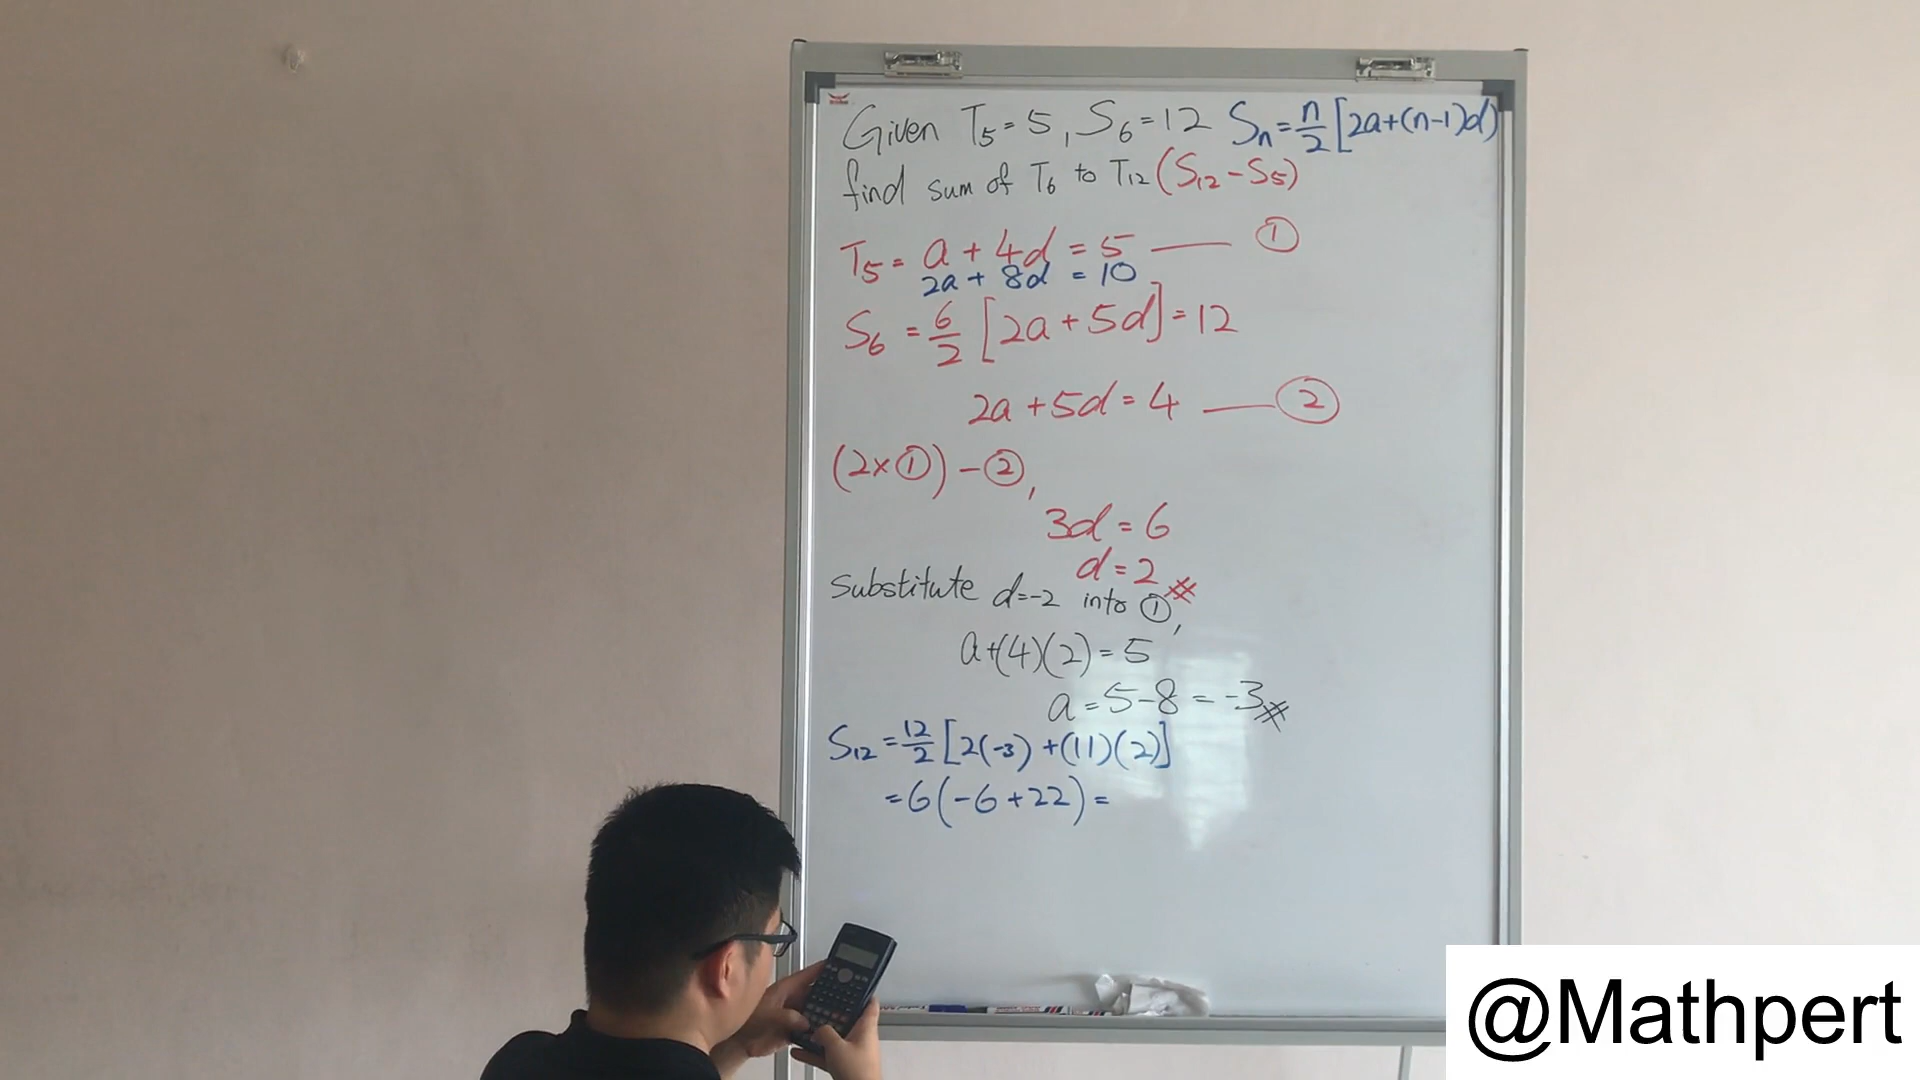 Given T₅ = 5, S₆ = 12 Sₙ = n/2 [2a+(n-1)d)
find sum of T₆ to T₁₂ (S₁₂ - S₅)
T₅ = a + 4d = 5 —— ①
2a + 8d = 10
S₆ = 6/2 [2a + 5d] = 12
2a + 5d = 4 —— ②
(2×①) - ②,
3d = 6
d = 2
Substitute d=-2 into ①,
a+(4)(2) = 5
a = 5-8 = -3
S₁₂ = 12/2 [2(-3) + (11)(2)]
= 6(-6+22) =
@Mathpert